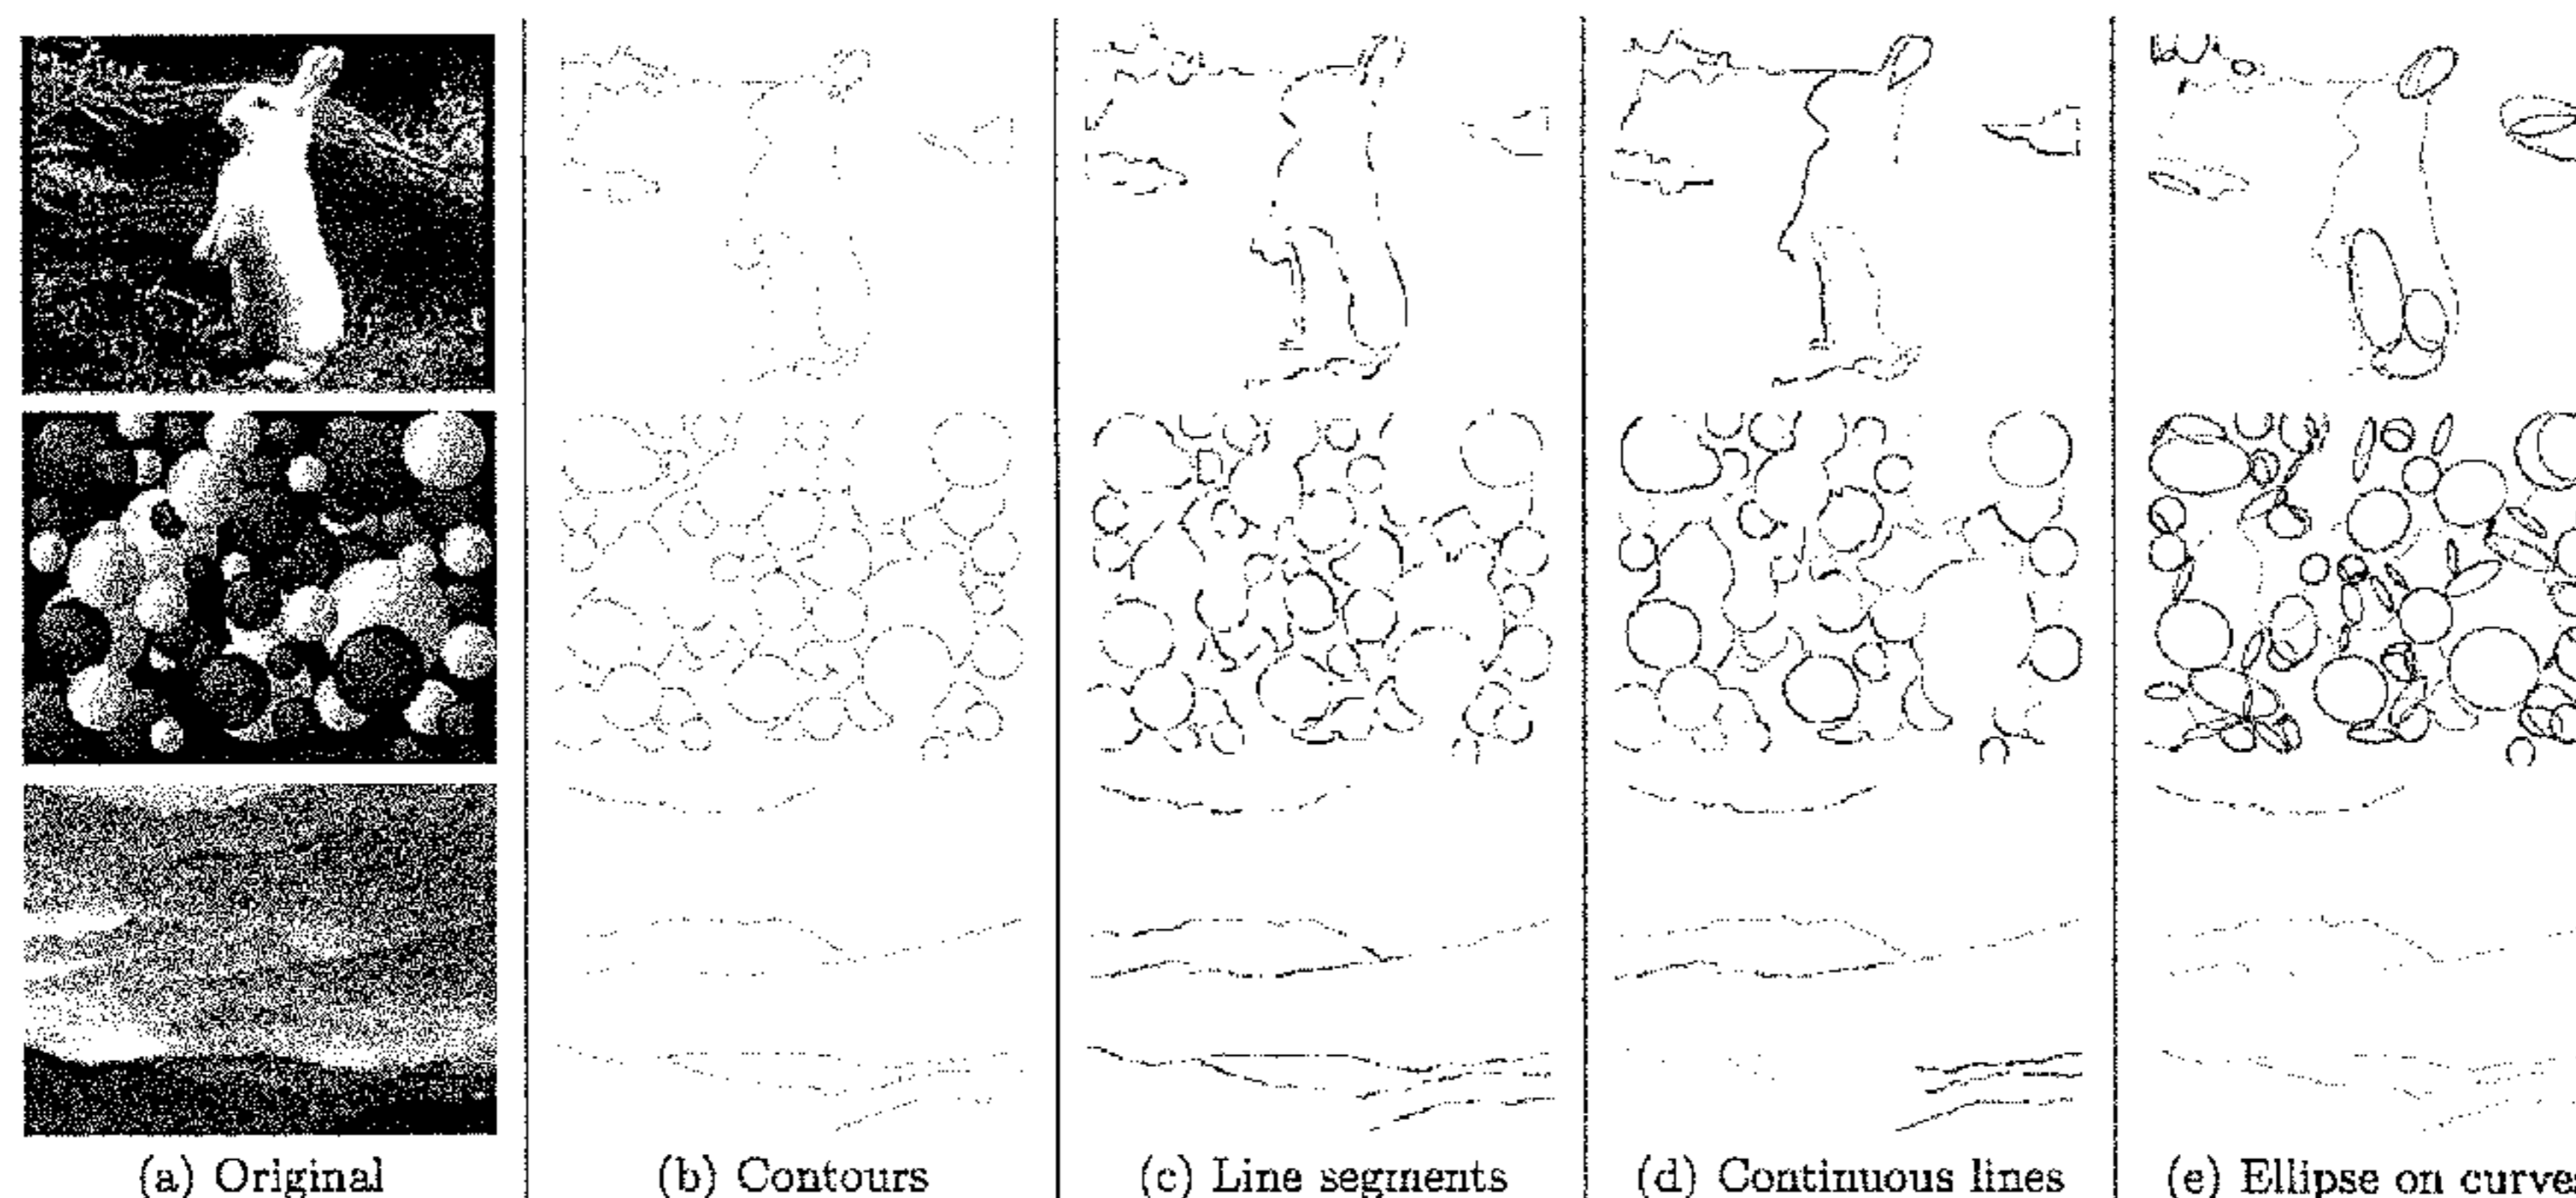 (a) Original
(b) Contours
(c) Line segments
(d) Continuous lines
(e) Ellipse on curve